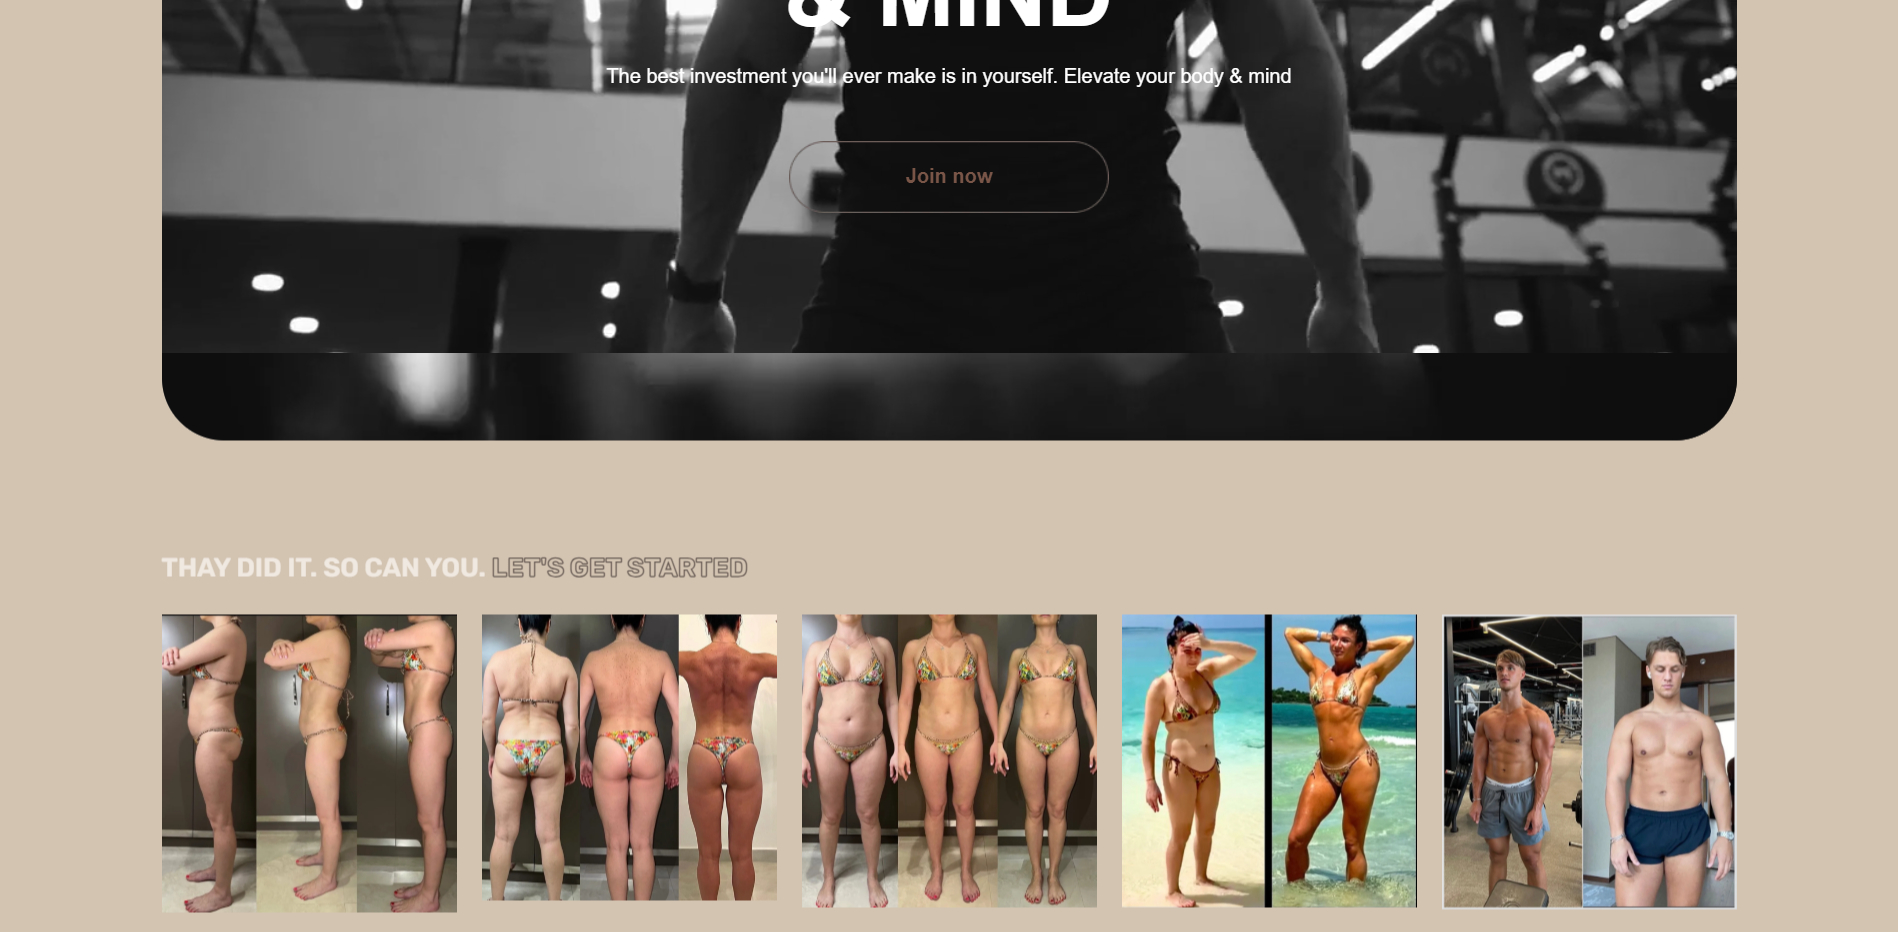 & MIND
The best investment you'll ever make is in yourself. Elevate your body & mind
Join now
THAY DID IT. SO CAN YOU. LET'S GET STARTED